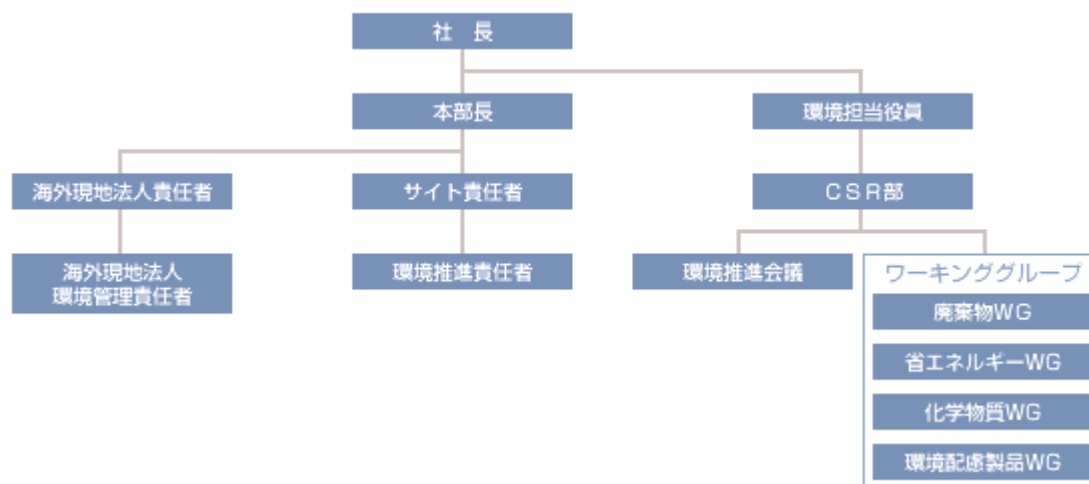 社 長
本部長
環境担当役員
海外現地法人責任者
サイト責任者
CSR部
海外現地法人
環境管理責任者
環境推進責任者
環境推進会議
ワーキンググループ
廃棄物WG
省エネルギーWG
化学物質WG
環境配慮製品WG